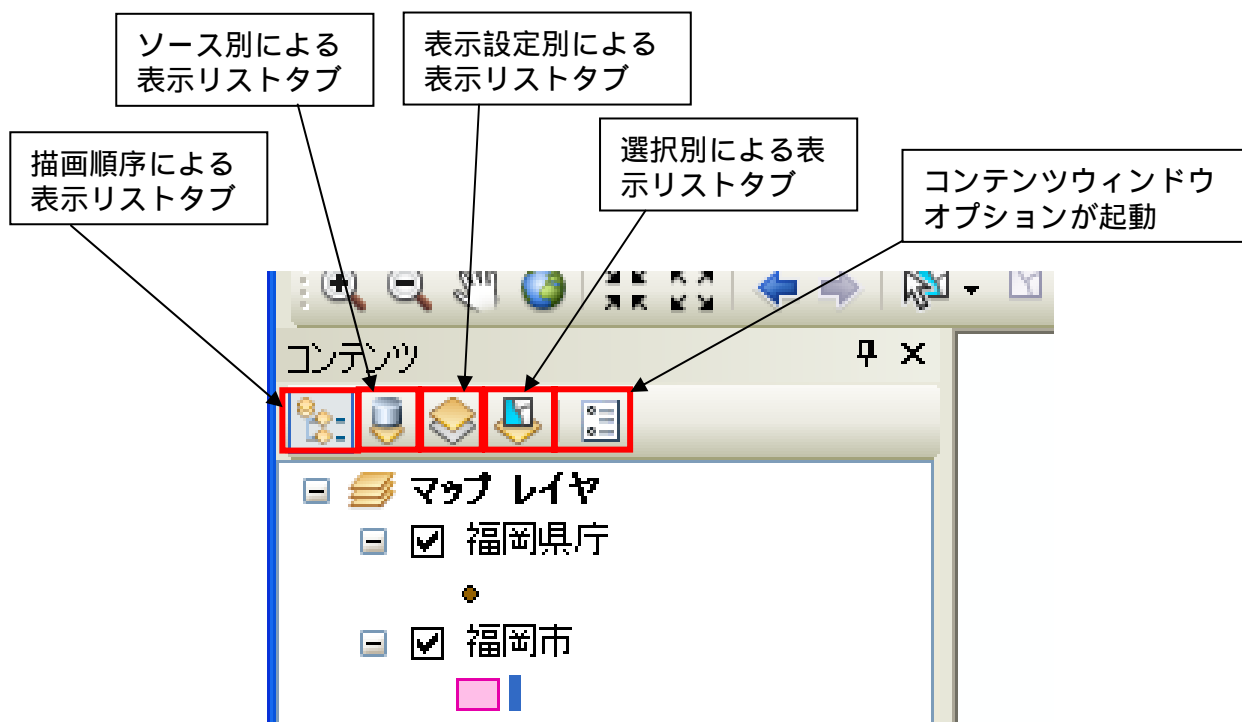 ソース別による
表示リストタブ
表示設定別による
表示リストタブ
描画順序による
表示リストタブ
選択別による表
示リストタブ
コンテンツウィンドウ
オプションが起動
コンテンツ
マップ レイヤ
福岡県庁
福岡市